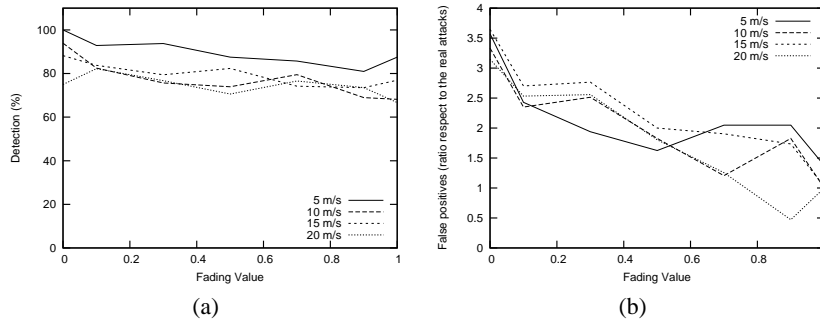 (a)
Detection (%)
100
80
60
40
20
0
0 0.2 0.4 0.6 0.8 1
Fading Value
5 m/s
10 m/s
15 m/s
20 m/s
(b)
False positives (ratio respect to the real attacks)
4
3.5
3
2.5
2
1.5
1
0.5
0
0 0.2 0.4 0.6 0.8
Fading Value
5 m/s
10 m/s
15 m/s
20 m/s